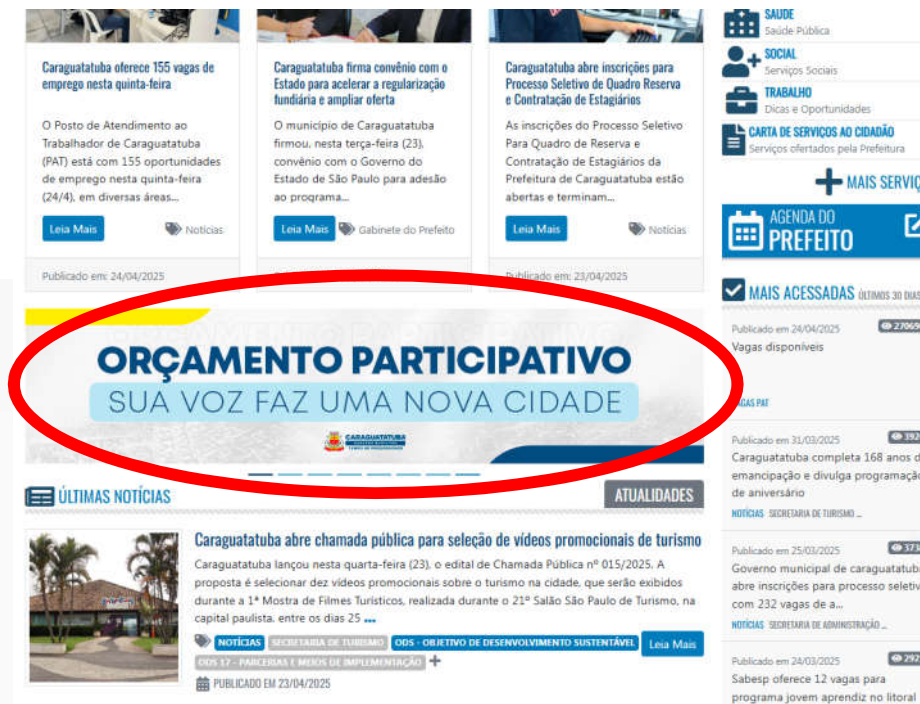 Caraguatatuba oferece 155 vagas de
emprego nesta quinta-feira
O Posto de Atendimento ao
Trabalhador de Caraguatatuba
(PAT) está com 155 oportunidades
de emprego nesta quinta-feira
(24/4), em diversas áreas...
Leia Mais
Notícias
Publicado em: 24/04/2025
Caraguatatuba firma convênio com o
Estado para acelerar a regularização
fundiária e ampliar oferta
O município de Caraguatatuba
firmou, nesta terça-feira (23),
convênio com o Governo do
Estado de São Paulo para adesão
ao programa...
Leia Mais
Gabinete do Prefeito
Caraguatatuba abre inscrições para
Processo Seletivo de Quadro Reserva
e Contratação de Estagiários
As inscrições do Processo Seletivo
Para Quadro de Reserva e
Contratação de Estagiários da
Prefeitura de Caraguatatuba estão
abertas e terminam...
Leia Mais
Notícias
Publicado em: 23/04/2025
ORÇAMENTO PARTICIPATIVO
SUA VOZ FAZ UMA NOVA CIDADE
CARAGUATATUBA
ÚLTIMAS NOTÍCIAS
ATUALIDADES
Caraguatatuba abre chamada pública para seleção de vídeos promocionais de turismo
Caraguatatuba lançou nesta quarta-feira (23), o edital de Chamada Pública nº 015/2025. A
proposta é selecionar dez vídeos promocionais sobre o turismo na cidade, que serão exibidos
durante a 1ª Mostra de Filmes Turísticos, realizada durante o 21º Salão São Paulo de Turismo, na
capital paulista, entre os dias 25 ...
NOTÍCIAS SECRETARIA DE TURISMO ODS - OBJETIVO DE DESENVOLVIMENTO SUSTENTÁVEL Leia Mais
ODS 17 - PARCERIAS E MEIOS DE IMPLEMENTAÇÃO
PUBLICADO EM 23/04/2025
SAÚDE
Saúde Pública
SOCIAL
Serviços Sociais
TRABALHO
Dicas e Oportunidades
CARTA DE SERVIÇOS AO CIDADÃO
Serviços ofertados pela Prefeitura
MAIS SERVIÇ
AGENDA DO
PREFEITO
MAIS ACESSADAS ÚLTIMOS 30 DIAS
Publicado em 24/04/2025
Vagas disponíveis
PAT
Publicado em 31/03/2025
Caraguatatuba completa 168 anos d
emancipação e divulga programaçã
de aniversário
NOTÍCIAS SECRETARIA DE TURISMO ...
Publicado em 25/03/2025
Governo municipal de caraguatatub
abre inscrições para processo seletiv
com 232 vagas de a...
NOTÍCIAS SECRETARIA DE ADMINISTRAÇÃO ...
Publicado em 24/03/2025
Sabesp oferece 12 vagas para
programa jovem aprendiz no litoral